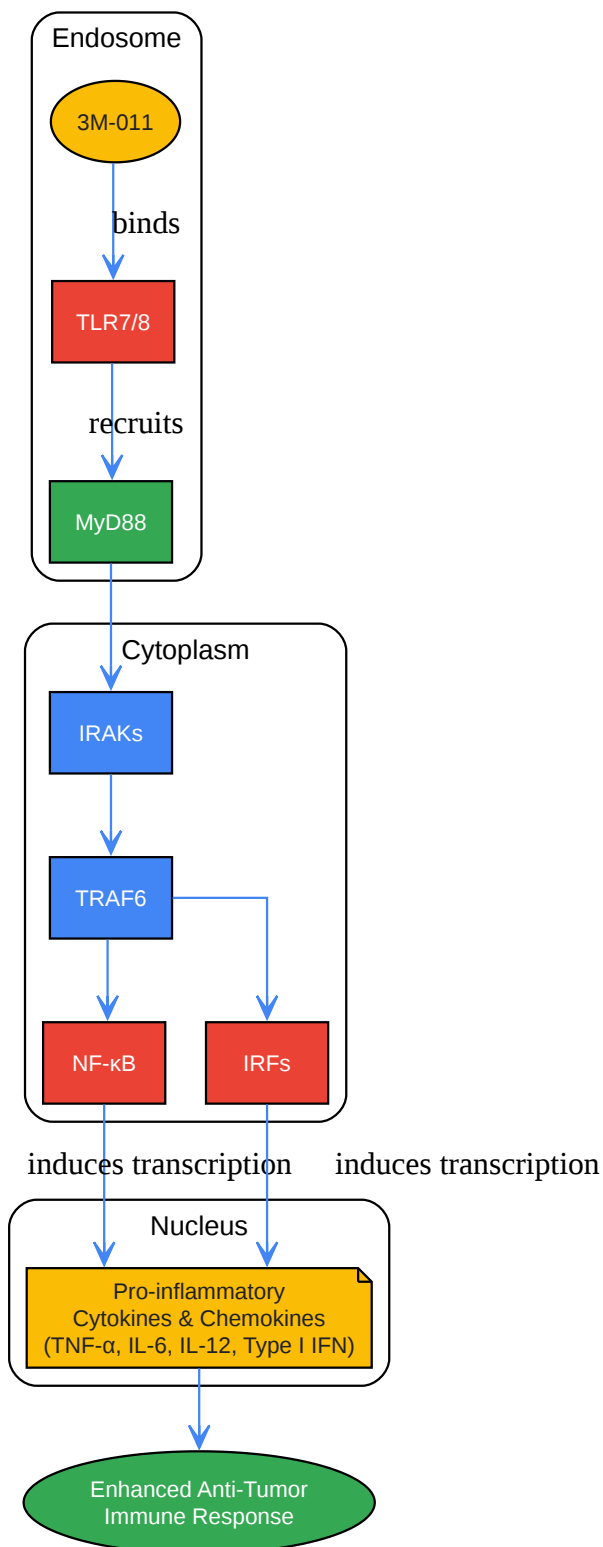 Endosome
3M-011
binds
TLR7/8
recruits
MyD88
Cytoplasm
IRAKs
TRAF6
NF-κB
IRFs
induces transcription
induces transcription
Nucleus
Pro-inflammatory
Cytokines & Chemokines
(TNF-α, IL-6, IL-12, Type I IFN)
Enhanced Anti-Tumor
Immune Response